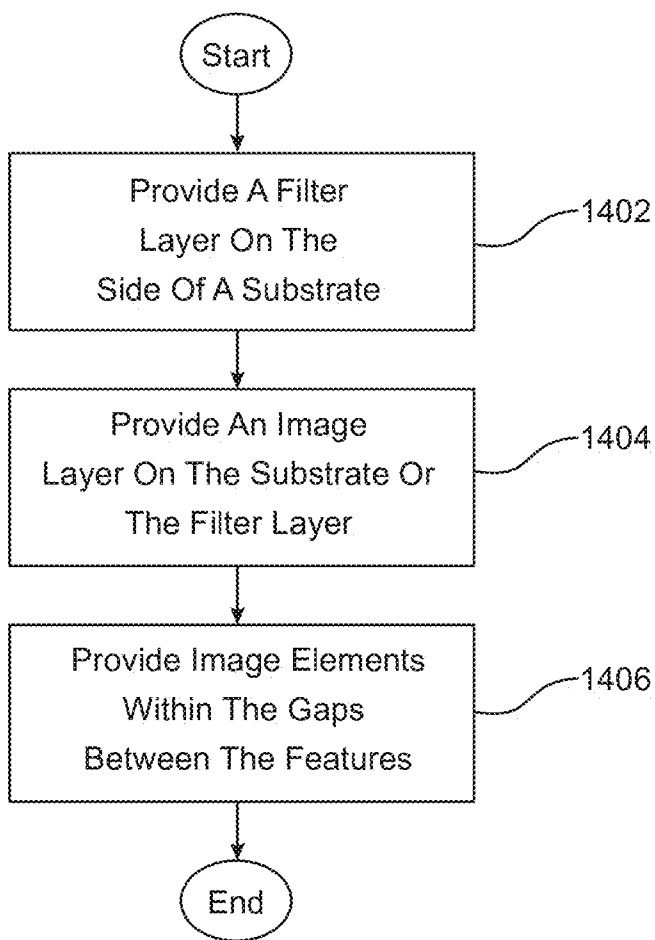 Start
Provide A Filter
Layer On The
Side Of A Substrate
1402
Provide An Image
Layer On The Substrate Or
The Filter Layer
1404
Provide Image Elements
Within The Gaps
Between The Features
1406
End